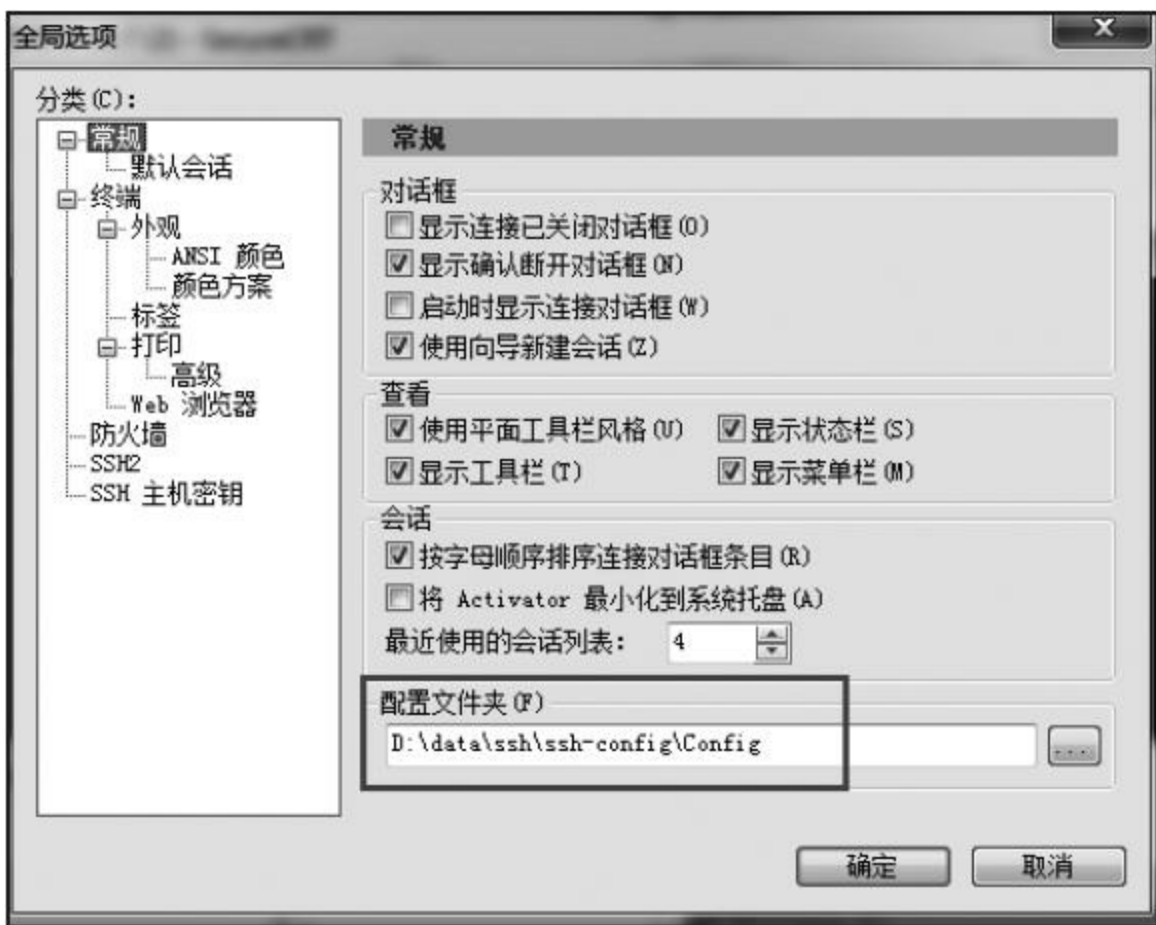 全局选项
分类(C):
常规
默认会话
终端
外观
ANSI 颜色
颜色方案
标签
打印
高级
Web 浏览器
防火墙
SSH2
SSH 主机密钥
常规
对话框
显示连接已关闭对话框(O)
显示确认断开对话框(N)
启动时显示连接对话框(W)
使用向导新建会话(Z)
查看
使用平面工具栏风格(U) 显示状态栏(S)
显示工具栏(T) 显示菜单栏(M)
会话
按字母顺序排序连接对话框条目(R)
将 Activator 最小化到系统托盘(A)
最近使用的会话列表: 4
配置文件夹(F)
D:\data\ssh\ssh-config\Config
...
确定 取消